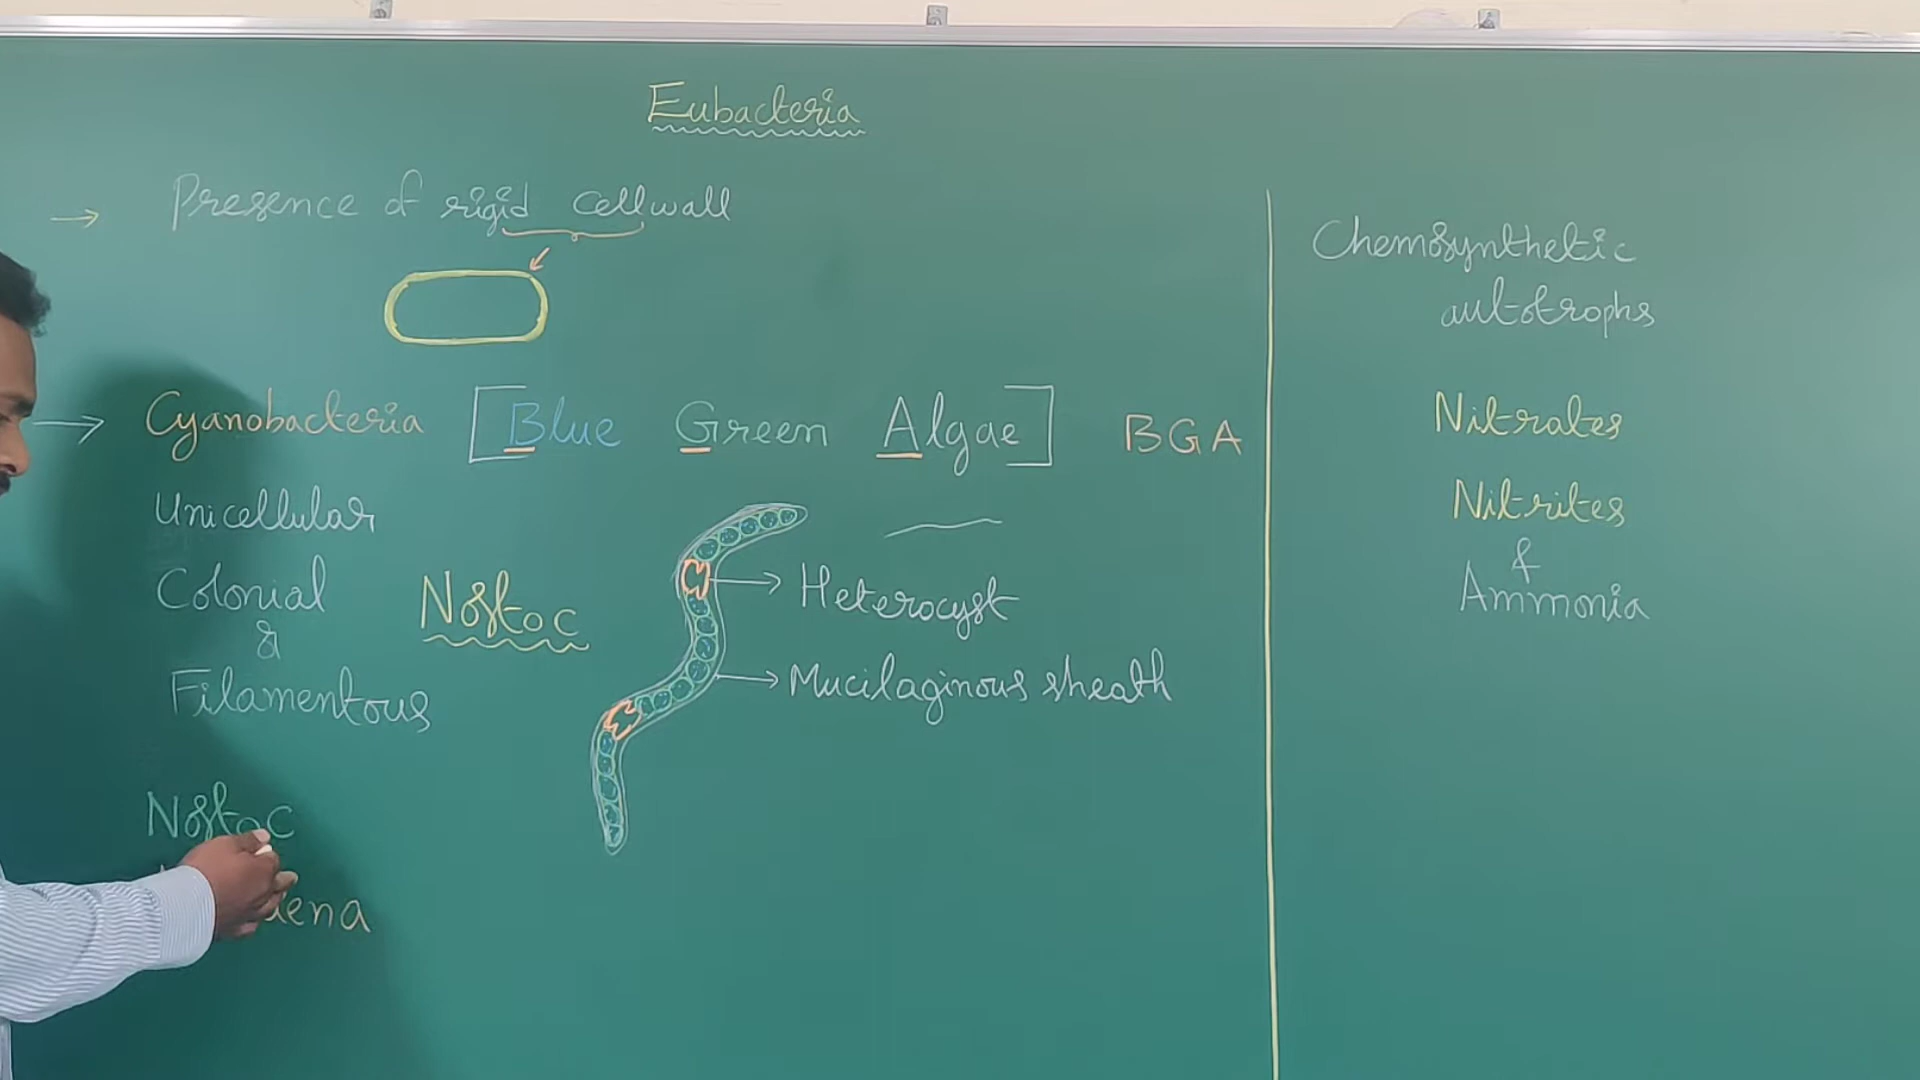 Eubacteria
Presence of rigid cellwall
Cyanobacteria [Blue Green Algae] BGA
Unicellular
Colonial
&
Filamentous
Nostoc
Heterocyst
Mucilaginous sheath
Nostoc
Chemosynthetic
autotrophs
Nitrates
Nitrites
&
Ammonia